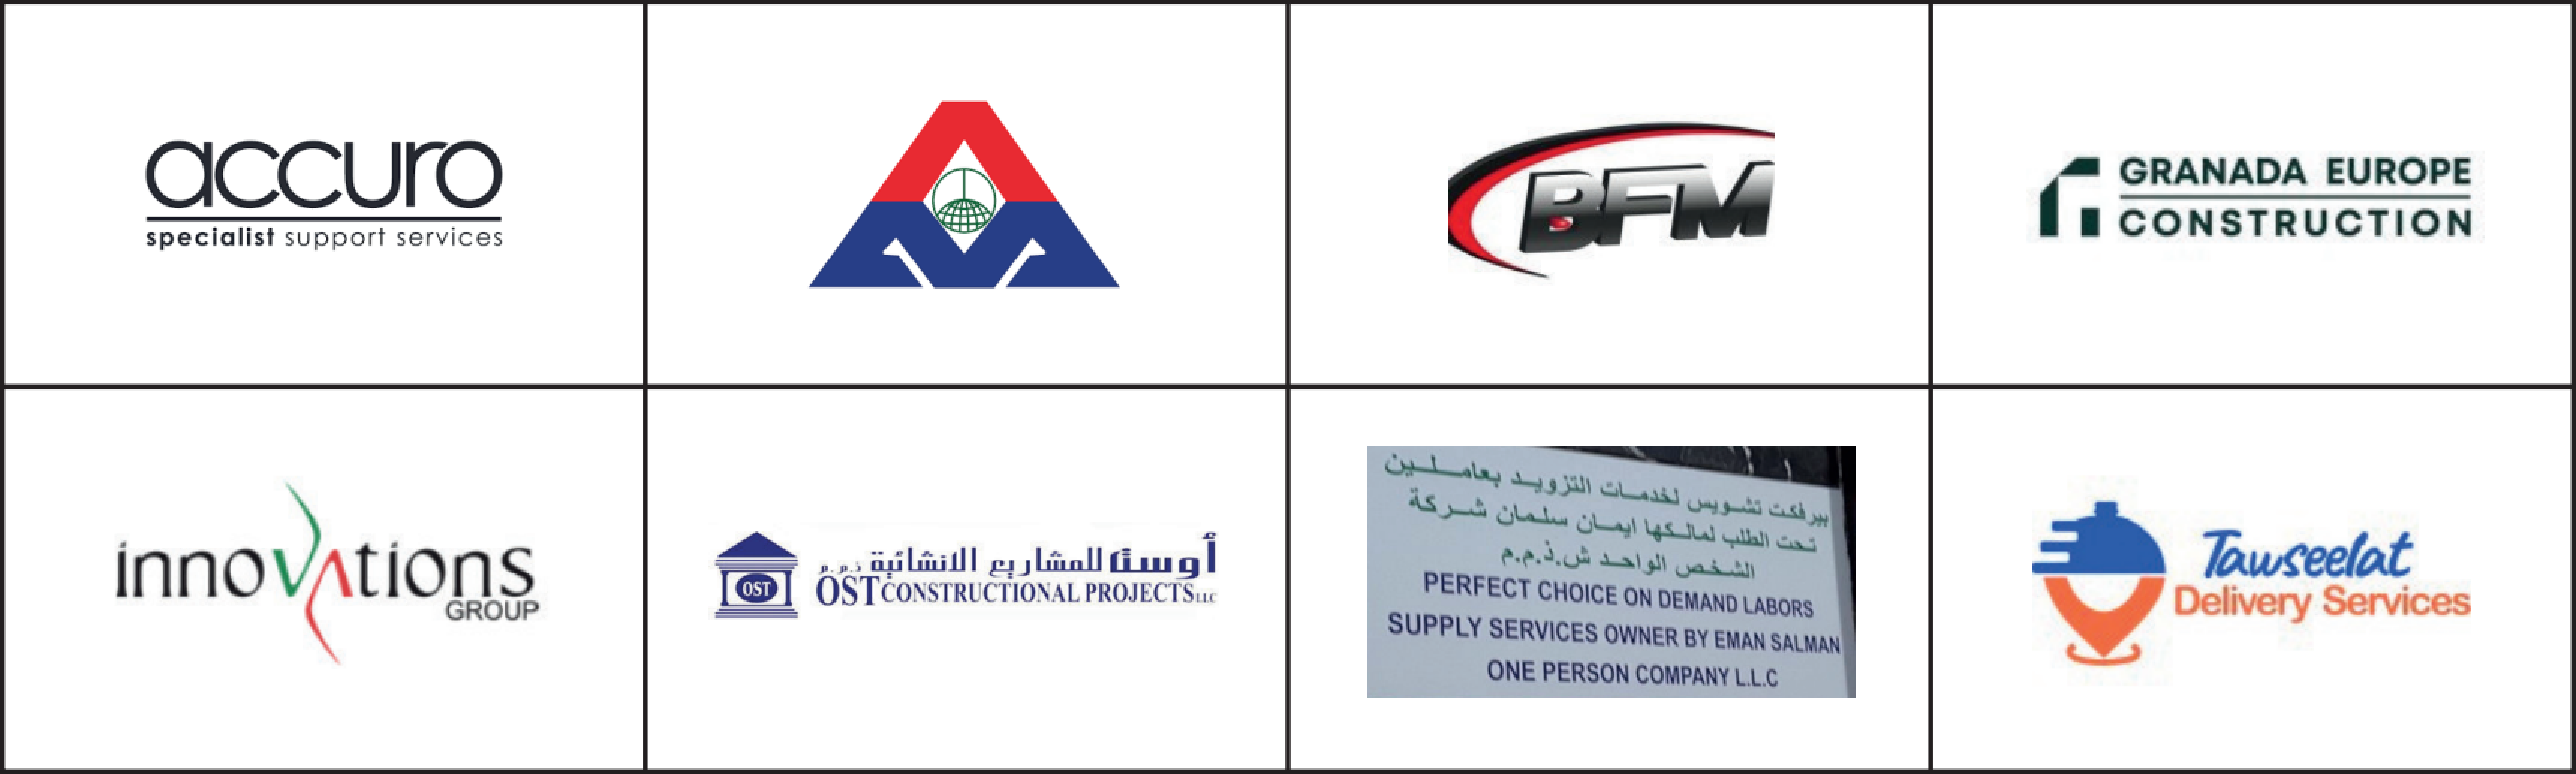 accuro
specialist support services
BFM
GRANADA EUROPE
CONSTRUCTION
innovations
GROUP
OST
أوستا للمشاريع الانشائية ذ.م.م
OST CONSTRUCTIONAL PROJECTS LLC
بيرفكت تشويس لخدمات التزويد بعاملين
تحت الطلب لمالكها ايمان سلمان شركة
الشخص الواحد ش.ذ.م.م
PERFECT CHOICE ON DEMAND LABORS
SUPPLY SERVICES OWNER BY EMAN SALMAN
ONE PERSON COMPANY L.L.C
Tawseelat
Delivery Services